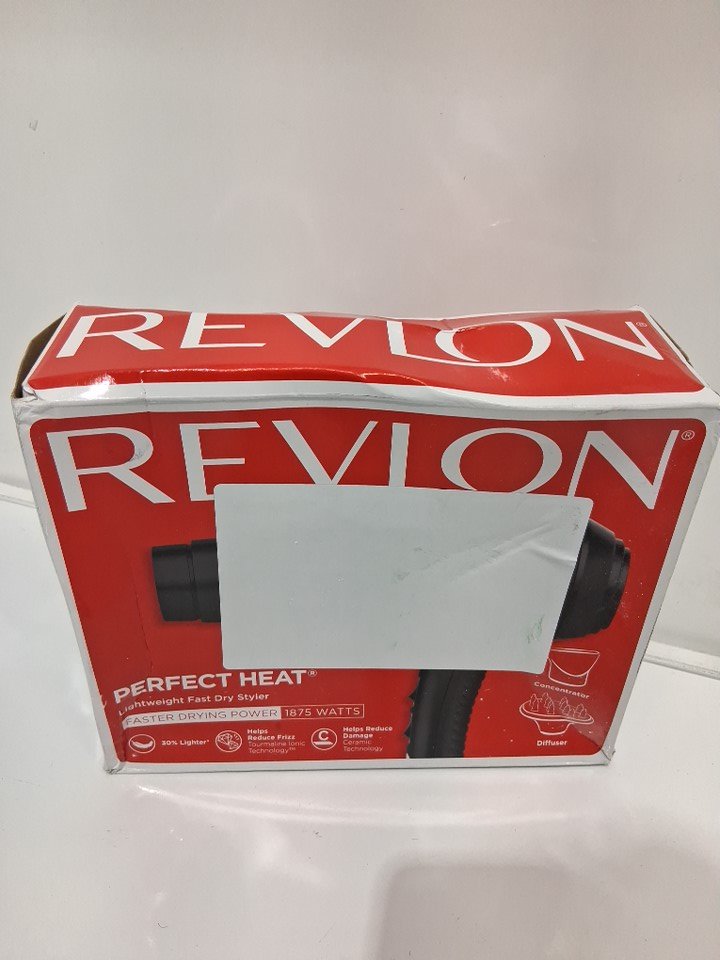 REVLON®
REVLON®
PERFECT HEAT®
Lightweight Fast Dry Styler
FASTER DRYING POWER 1875 WATTS
30% Lighter*
Helps
Reduce Frizz
Tourmaline Ionic
Technology™
C
Helps Reduce
Damage
Ceramic
Technology
Concentrator
Diffuser